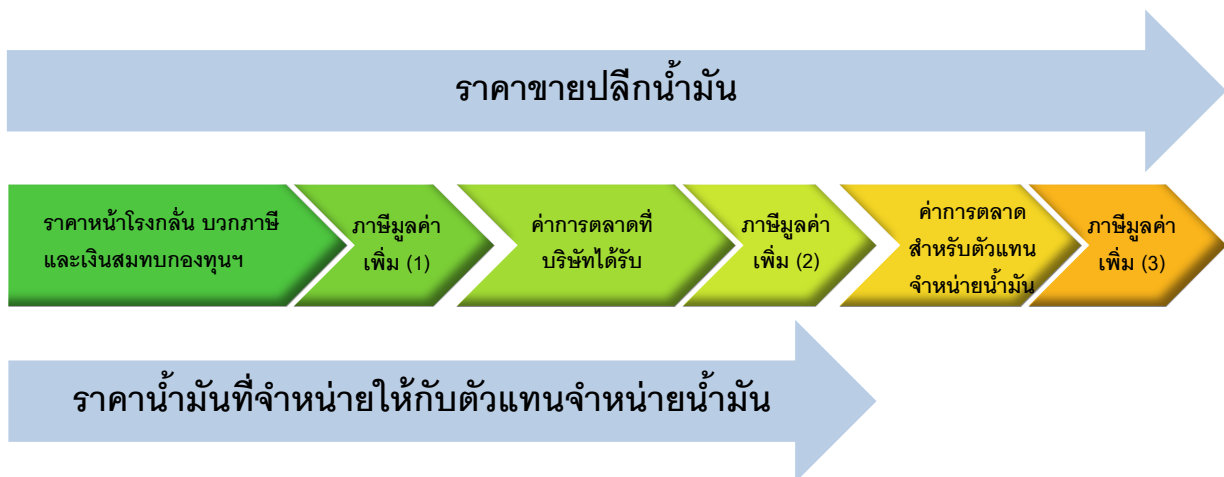 ราคาขายปลีกน้ำมัน
ราคาหน้าโรงกลั่น บวกภาษี
และเงินสมทบกองทุนฯ
ภาษีมูลค่า
เพิ่ม (1)
ค่าการตลาดที่
บริษัทได้รับ
ภาษีมูลค่า
เพิ่ม (2)
ค่าการตลาด
สำหรับตัวแทน
จำหน่ายน้ำมัน
ภาษีมูลค่า
เพิ่ม (3)
ราคาน้ำมันที่จำหน่ายให้กับตัวแทนจำหน่ายน้ำมัน